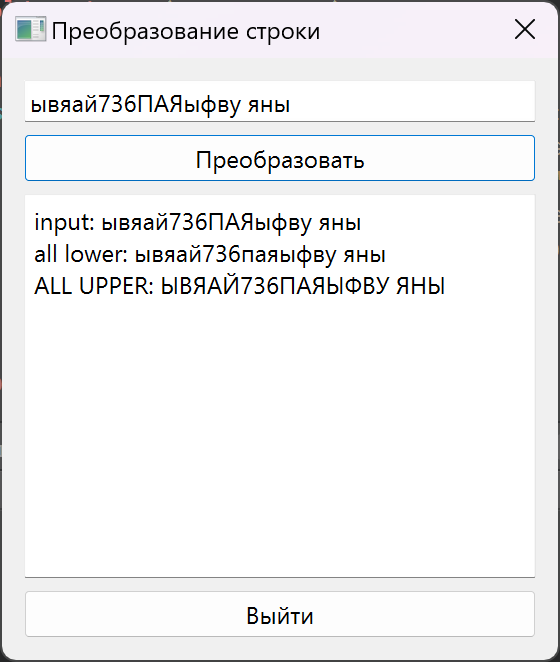 Преобразование строки
ывяай736ПАЯыфву яны
Преобразовать
input: ывяай736ПАЯыфву яны
all lower: ывяай736паяыфву яны
ALL UPPER: ЫВЯАЙ736ПАЯЫФВУ ЯНЫ
Выйти